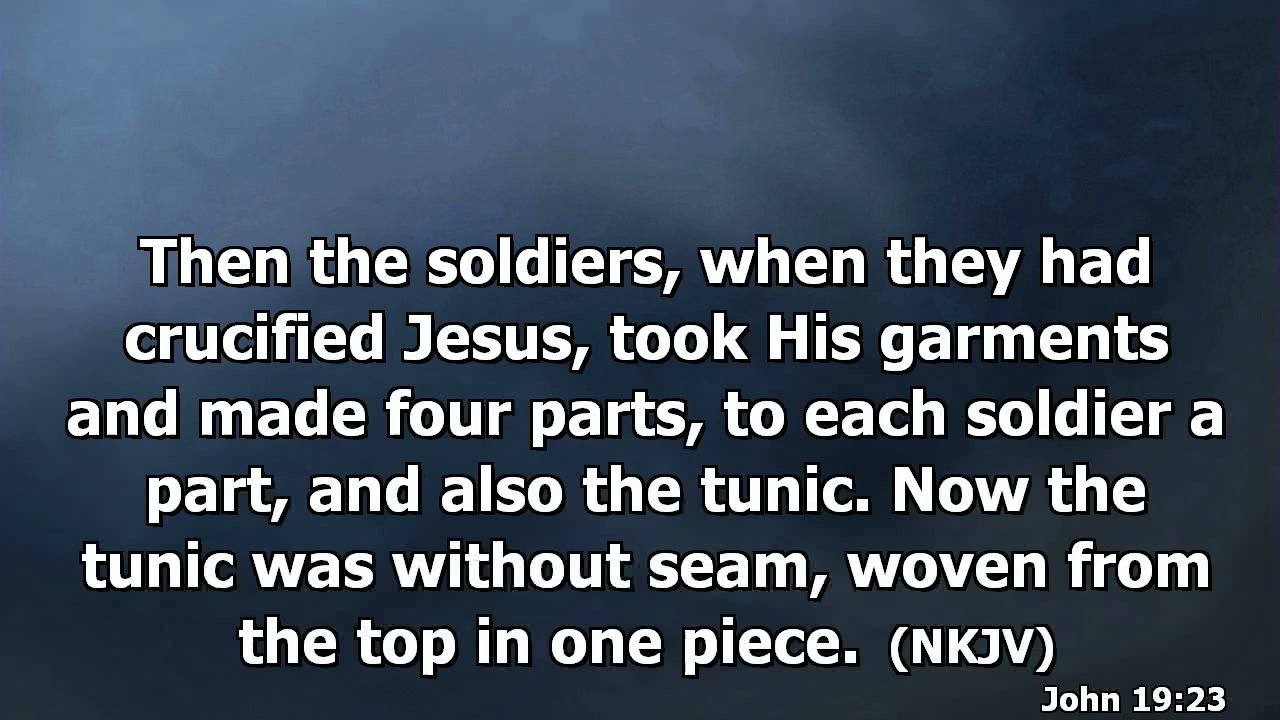 Then the soldiers, when they had
crucified Jesus, took His garments
and made four parts, to each soldier a
part, and also the tunic. Now the
tunic was without seam, woven from
the top in one piece. (NKJV)
John 19:23